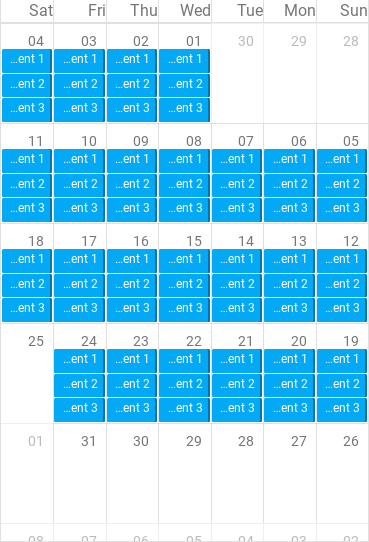 Sat Fri Thu Wed Tue Mon Sun
04 03 02 01 30 29 28
...ent 1 ...ent 1 ...ent 1 ...ent 1
...ent 2 ...ent 2 ...ent 2 ...ent 2
...ent 3 ...ent 3 ...ent 3 ...ent 3
11 10 09 08 07 06 05
...ent 1 ...ent 1 ...ent 1 ...ent 1 ...ent 1 ...ent 1 ...ent 1
...ent 2 ...ent 2 ...ent 2 ...ent 2 ...ent 2 ...ent 2 ...ent 2
...ent 3 ...ent 3 ...ent 3 ...ent 3 ...ent 3 ...ent 3 ...ent 3
18 17 16 15 14 13 12
...ent 1 ...ent 1 ...ent 1 ...ent 1 ...ent 1 ...ent 1 ...ent 1
...ent 2 ...ent 2 ...ent 2 ...ent 2 ...ent 2 ...ent 2 ...ent 2
...ent 3 ...ent 3 ...ent 3 ...ent 3 ...ent 3 ...ent 3 ...ent 3
25 24 23 22 21 20 19
...ent 1 ...ent 1 ...ent 1 ...ent 1 ...ent 1 ...ent 1
...ent 2 ...ent 2 ...ent 2 ...ent 2 ...ent 2 ...ent 2
...ent 3 ...ent 3 ...ent 3 ...ent 3 ...ent 3 ...ent 3
01 31 30 29 28 27 26
08 07 06 05 04 03 02